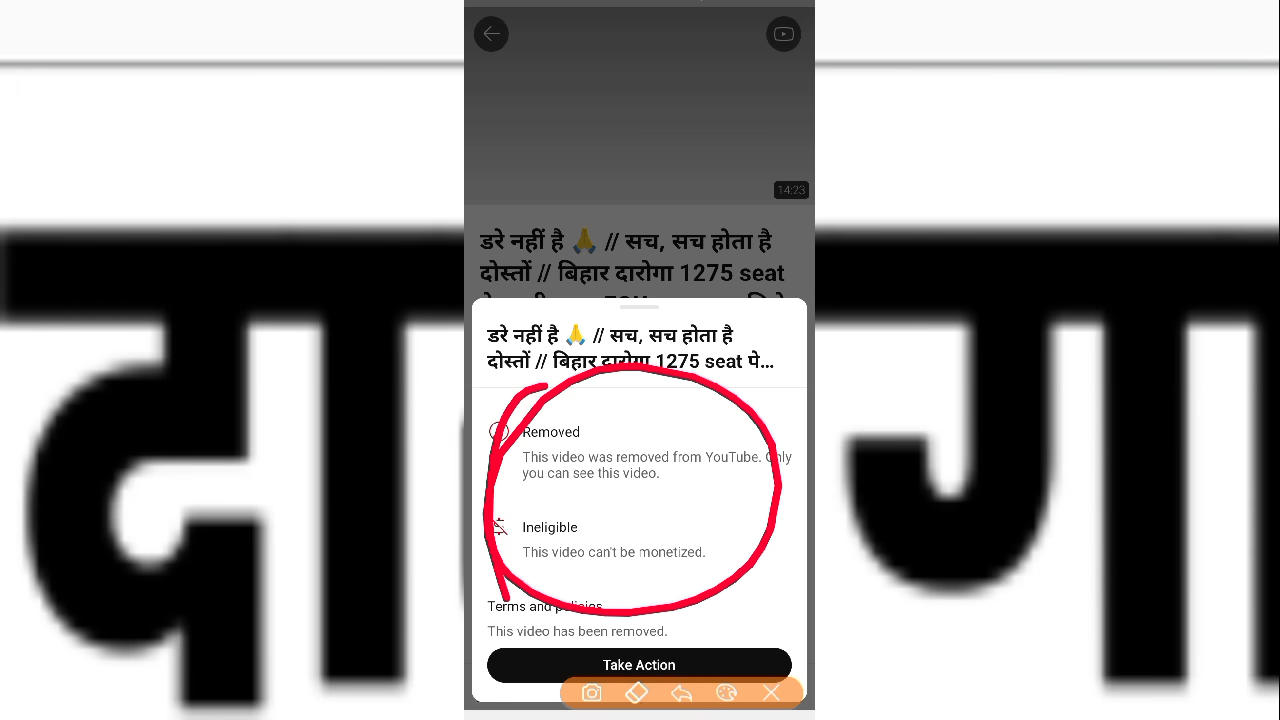 14:23
डरे नहीं है 🙏 // सच, सच होता है
दोस्तों // बिहार दारोगा 1275 seat
डरे नहीं है 🙏 // सच, सच होता है
दोस्तों // बिहार दारोगा 1275 seat पे...
Removed
This video was removed from YouTube. Only
you can see this video.
Ineligible
This video can't be monetized.
Terms and policies
This video has been removed.
Take Action